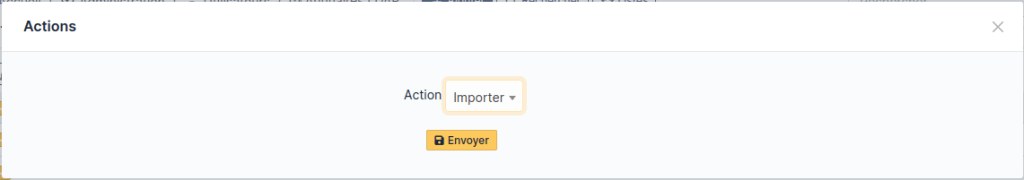 Actions
Action
Importer
Envoyer